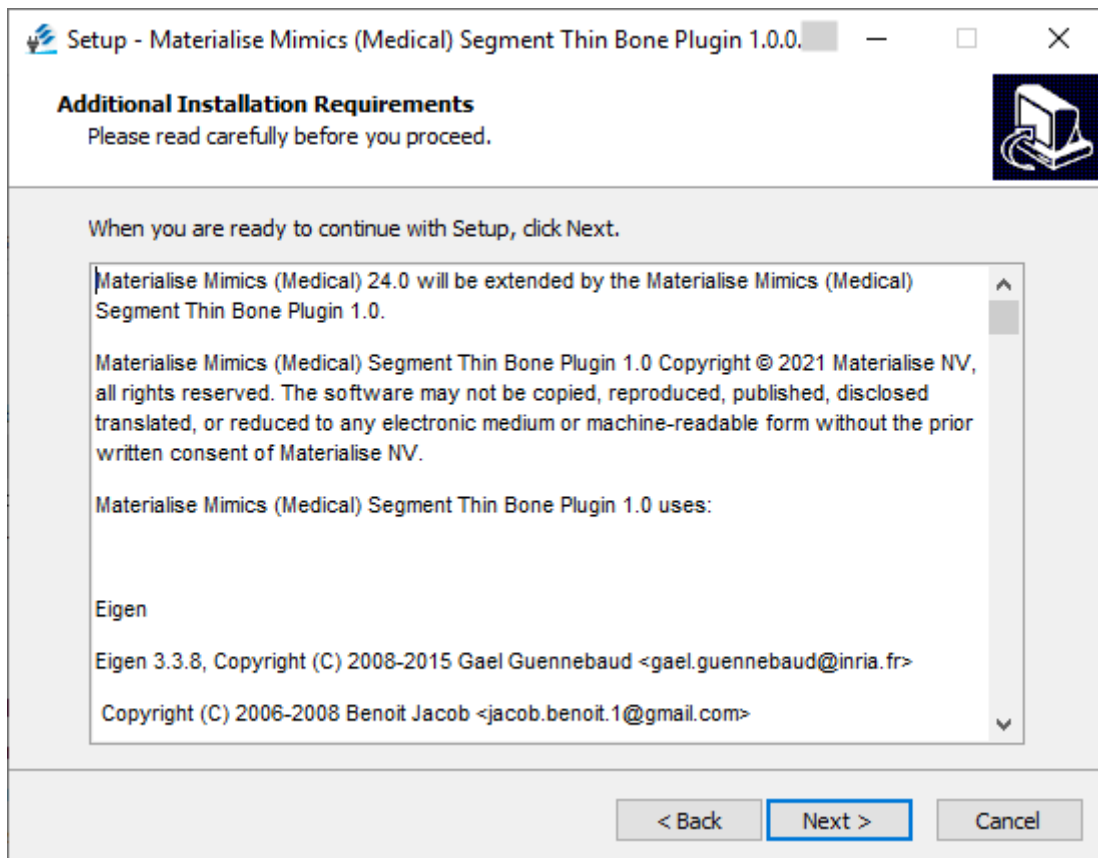 Setup - Materialise Mimics (Medical) Segment Thin Bone Plugin 1.0.0.
Additional Installation Requirements
Please read carefully before you proceed.
When you are ready to continue with Setup, click Next.
Materialise Mimics (Medical) 24.0 will be extended by the Materialise Mimics (Medical)
Segment Thin Bone Plugin 1.0.
Materialise Mimics (Medical) Segment Thin Bone Plugin 1.0 Copyright © 2021 Materialise NV,
all rights reserved. The software may not be copied, reproduced, published, disclosed
translated, or reduced to any electronic medium or machine-readable form without the prior
written consent of Materialise NV.
Materialise Mimics (Medical) Segment Thin Bone Plugin 1.0 uses:
Eigen
Eigen 3.3.8, Copyright (C) 2008-2015 Gael Guennebaud <gael.guennebaud@inria.fr>
Copyright (C) 2006-2008 Benoit Jacob <jacob.benoit.1@gmail.com>
< Back
Next >
Cancel